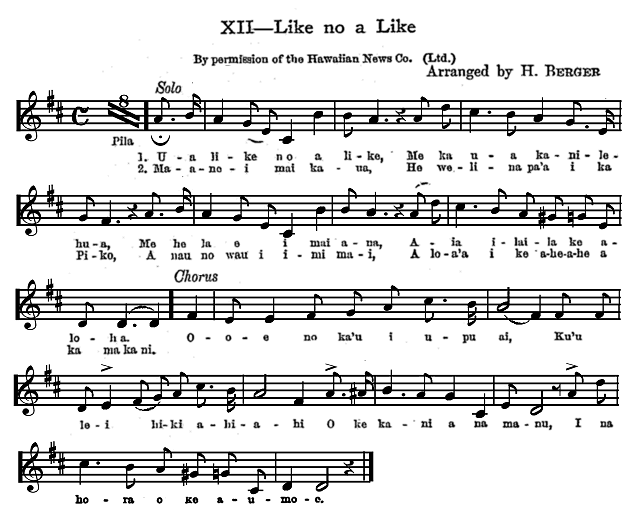 XII—Like no a Like
By permission of the Hawaiian News Co. (Ltd.)
Arranged by H. BERGER
Solo
8
Pila
1. U - a li - ke no a li - ke, Me ka u - a ka - ni - le -
2. Ma - a - no - i mai ka - ua, He we - li - na pa'a i ka
hu - a, Me he la e i mai a - na, A - ia i - lai - la ke a -
Pi - ko, A nau no wau i i - mi ma - i, A lo - a'a i ke a-he-a-he a
lo - ha.
ka ma ka ni.
Chorus
O - o - e no ka'u i u - pu ai, Ku'u
le - i hi - ki a - hi - a - hi O ke ka - ni a na ma - nu, I na
ho - ra o ke a - u - mo - e.